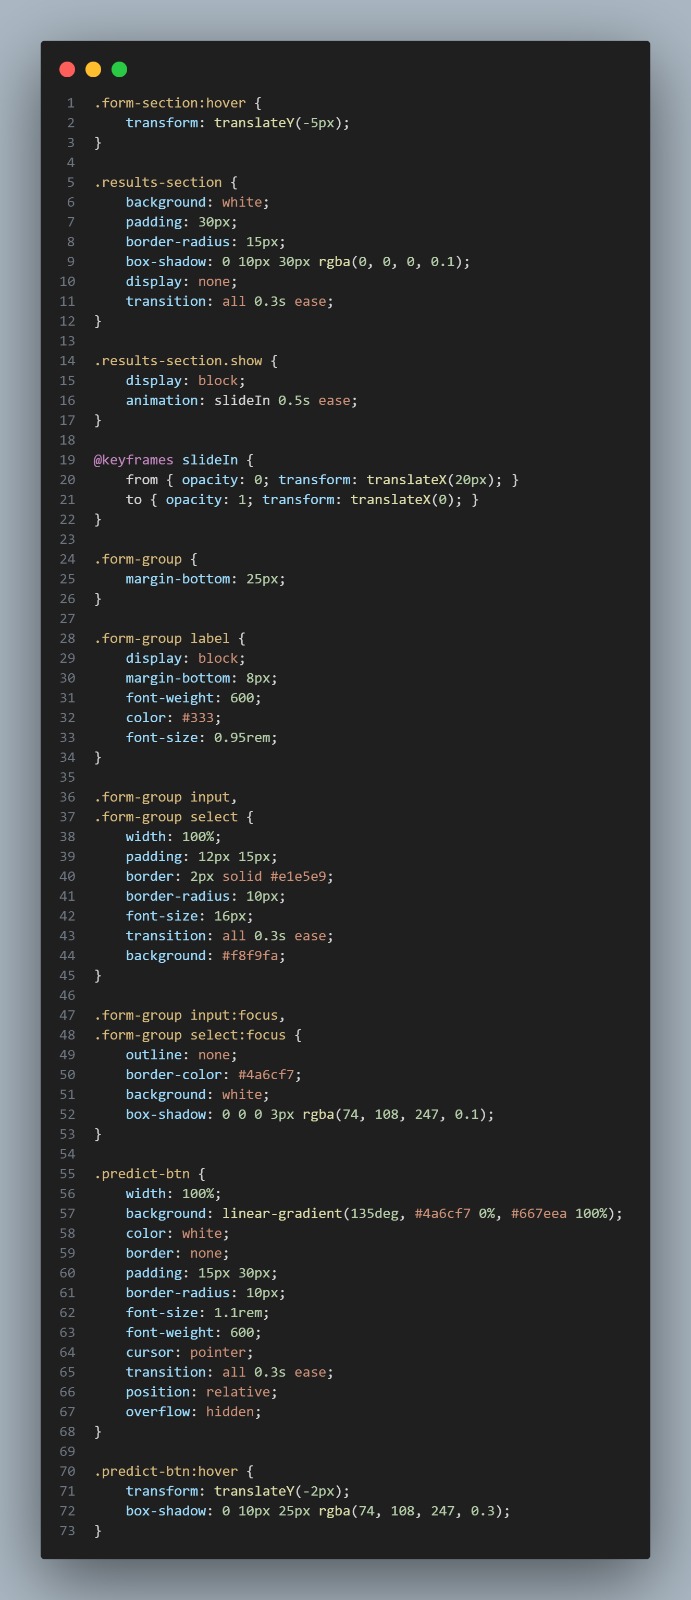 1 .form-section:hover {
2     transform: translateY(-5px);
3 }
4
5 .results-section {
6     background: white;
7     padding: 30px;
8     border-radius: 15px;
9     box-shadow: 0 10px 30px rgba(0, 0, 0, 0.1);
10     display: none;
11     transition: all 0.3s ease;
12 }
13
14 .results-section.show {
15     display: block;
16     animation: slideIn 0.5s ease;
17 }
18
19 @keyframes slideIn {
20     from { opacity: 0; transform: translateX(20px); }
21     to { opacity: 1; transform: translateX(0); }
22 }
23
24 .form-group {
25     margin-bottom: 25px;
26 }
27
28 .form-group label {
29     display: block;
30     margin-bottom: 8px;
31     font-weight: 600;
32     color: #333;
33     font-size: 0.95rem;
34 }
35
36 .form-group input,
37 .form-group select {
38     width: 100%;
39     padding: 12px 15px;
40     border: 2px solid #e1e5e9;
41     border-radius: 10px;
42     font-size: 16px;
43     transition: all 0.3s ease;
44     background: #f8f9fa;
45 }
46
47 .form-group input:focus,
48 .form-group select:focus {
49     outline: none;
50     border-color: #4a6cf7;
51     background: white;
52     box-shadow: 0 0 0 3px rgba(74, 108, 247, 0.1);
53 }
54
55 .predict-btn {
56     width: 100%;
57     background: linear-gradient(135deg, #4a6cf7 0%, #667eea 100%);
58     color: white;
59     border: none;
60     padding: 15px 30px;
61     border-radius: 10px;
62     font-size: 1.1rem;
63     font-weight: 600;
64     cursor: pointer;
65     transition: all 0.3s ease;
66     position: relative;
67     overflow: hidden;
68 }
69
70 .predict-btn:hover {
71     transform: translateY(-2px);
72     box-shadow: 0 10px 25px rgba(74, 108, 247, 0.3);
73 }